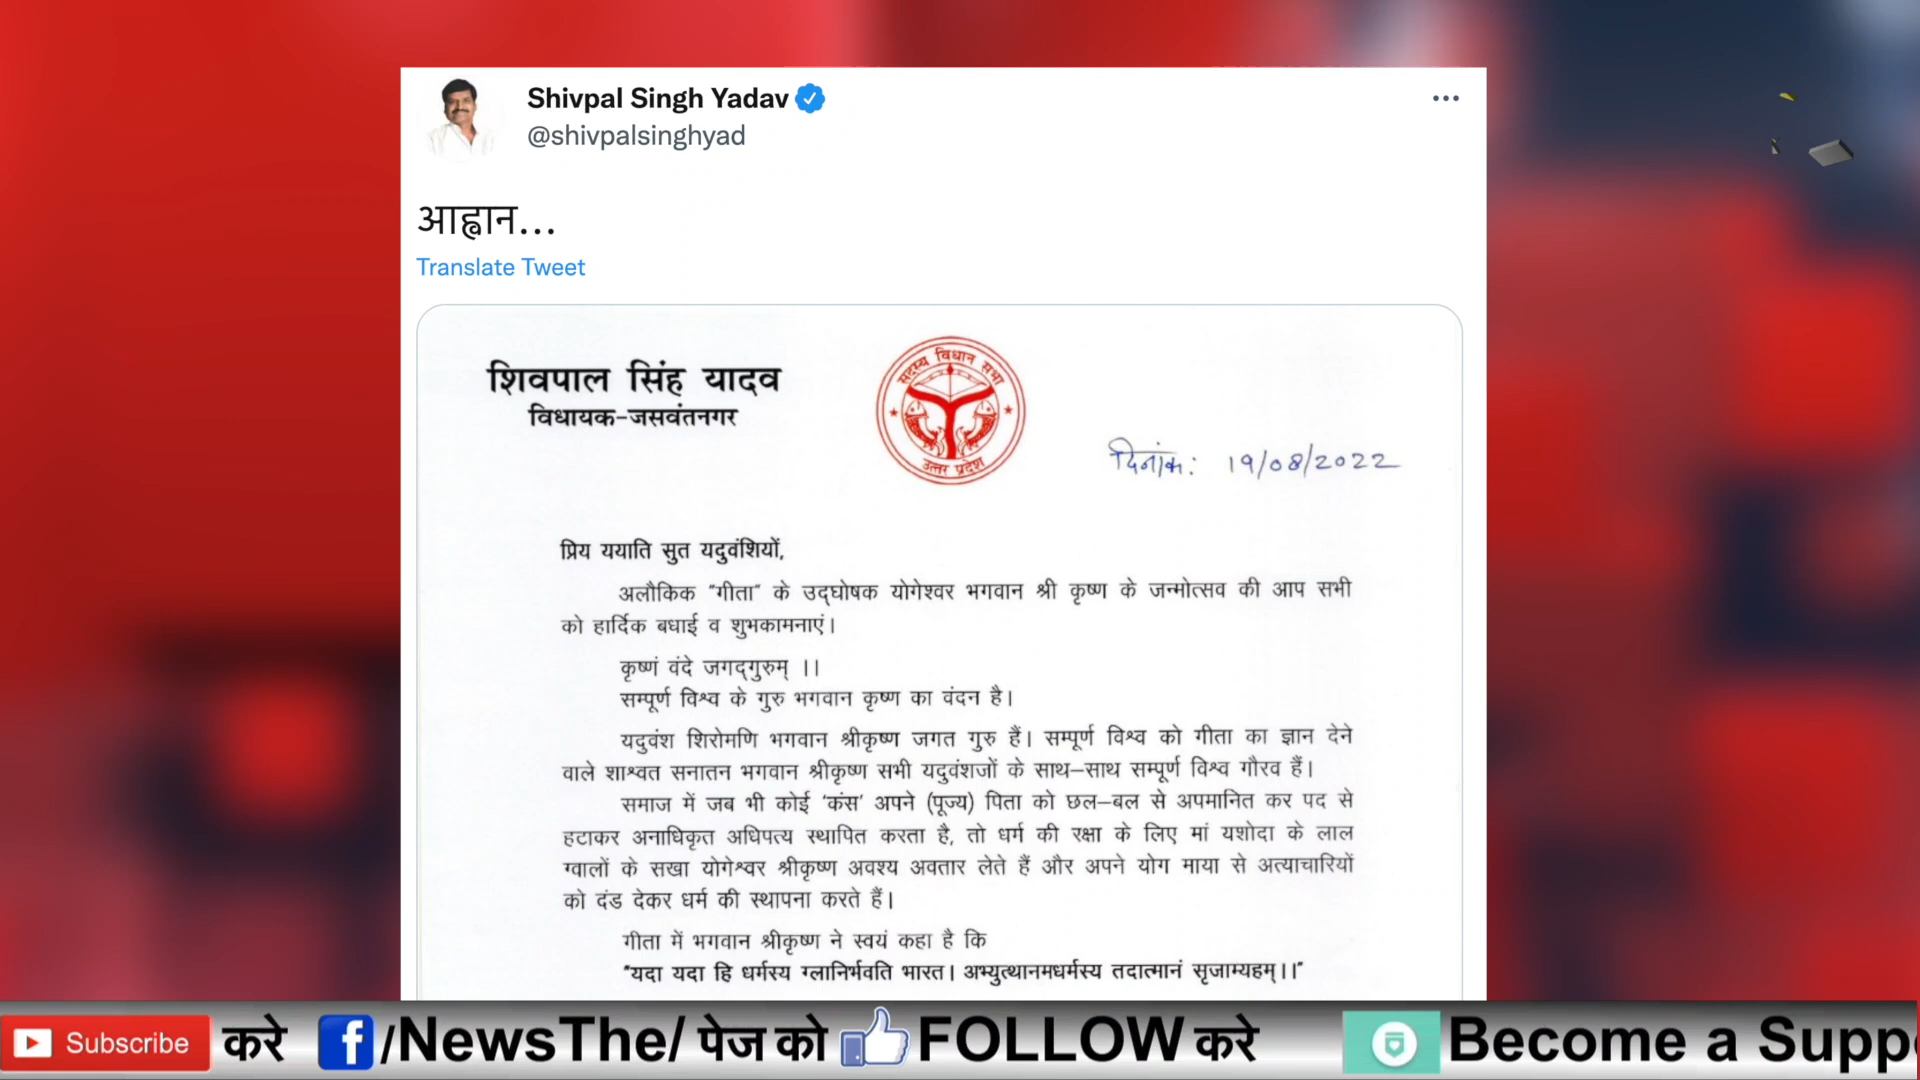 Shivpal Singh Yadav
@shivpalsinghyad
आह्वान...
Translate Tweet
शिवपाल सिंह यादव
विधायक-जसवंतनगर
सदस्य विधान सभा
उत्तर प्रदेश
दिनांक: 19/08/2022
प्रिय ययाति सुत यदुवंशियों,
अलौकिक "गीता" के उद्घोषक योगेश्वर भगवान श्री कृष्ण के जन्मोत्सव की आप सभी
को हार्दिक बधाई व शुभकामनाएं।
कृष्णं वंदे जगद्गुरुम् ।।
सम्पूर्ण विश्व के गुरु भगवान कृष्ण का वंदन है।
यदुवंश शिरोमणि भगवान श्रीकृष्ण जगत गुरु हैं। सम्पूर्ण विश्व को गीता का ज्ञान देने
वाले शाश्वत सनातन भगवान श्रीकृष्ण सभी यदुवंशजों के साथ-साथ सम्पूर्ण विश्व गौरव हैं।
समाज में जब भी कोई 'कंस' अपने (पूज्य) पिता को छल-बल से अपमानित कर पद से
हटाकर अनाधिकृत अधिपत्य स्थापित करता है, तो धर्म की रक्षा के लिए मां यशोदा के लाल
ग्वालों के सखा योगेश्वर श्रीकृष्ण अवश्य अवतार लेते हैं और अपने योग माया से अत्याचारियों
को दंड देकर धर्म की स्थापना करते हैं।
गीता में भगवान श्रीकृष्ण ने स्वयं कहा है कि
"यदा यदा हि धर्मस्य ग्लानिर्भवति भारत। अभ्युत्थानमधर्मस्य तदात्मानं सृजाम्यहम्।।"
Subscribe करे f/NewsThe/ पेज को FOLLOW करे Become a Supp